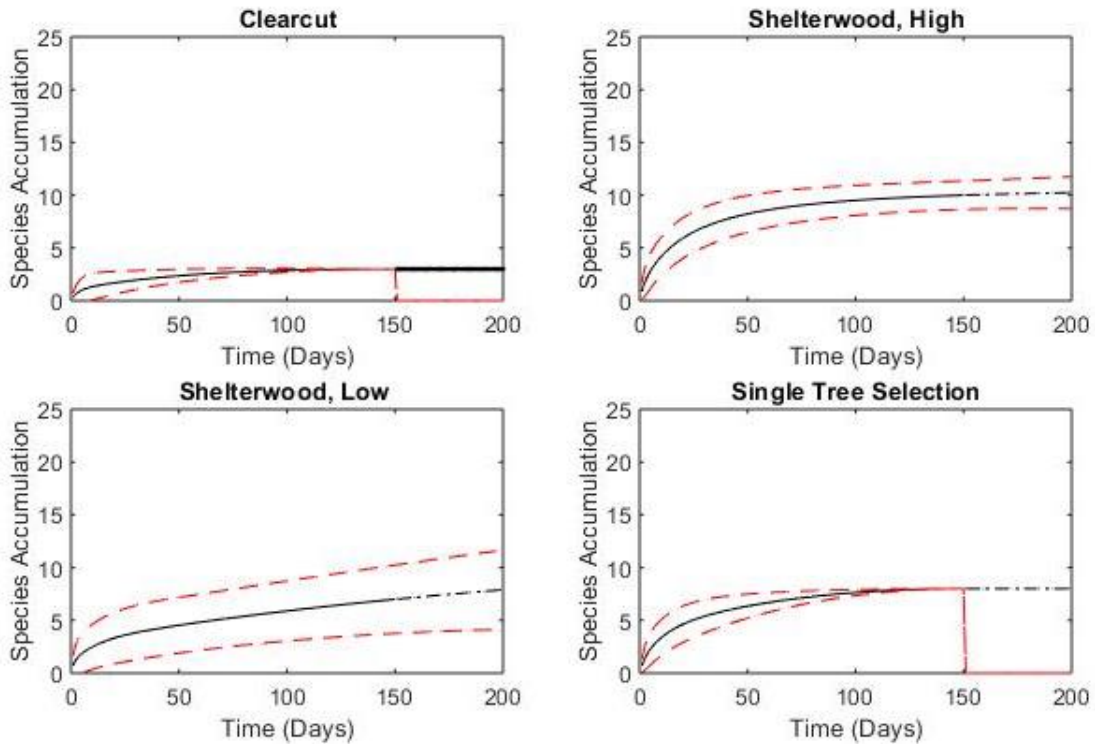 Clearcut
25
20
15
10
5
0
Species Accumulation
0 50 100 150 200
Time (Days)
Shelterwood, High
25
20
15
10
5
0
Species Accumulation
0 50 100 150 200
Time (Days)
Shelterwood, Low
25
20
15
10
5
0
Species Accumulation
0 50 100 150 200
Time (Days)
Single Tree Selection
25
20
15
10
5
0
Species Accumulation
0 50 100 150 200
Time (Days)